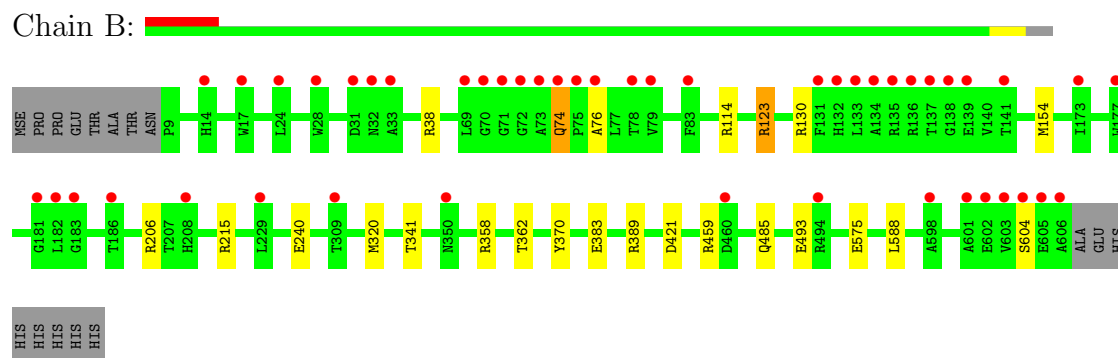 Chain B:
MSE PRO PRO GLU THR ALA THR ASN P9 H14 W17 L24 W28 D31 N32 A33 R38 L69 G70 G71 G72 A73 Q74 P75 A76 L77 T78 V79 F83 R114 R123 R130 F131 H132 L133 A134 R135 R136 T137 G138 E139 V140 T141 M154 I173
G181 L182 G183 T186 R206 T207 H208 R215 L229 E240 T309 M320 T341 N350 R358 T362 Y370 E383 R389 D421 R459 D460 Q485 E493 R494 E575 L588 A598 A601 E602 V603 S604 E605 A606 ALA GLU HIS
HIS HIS HIS HIS HIS